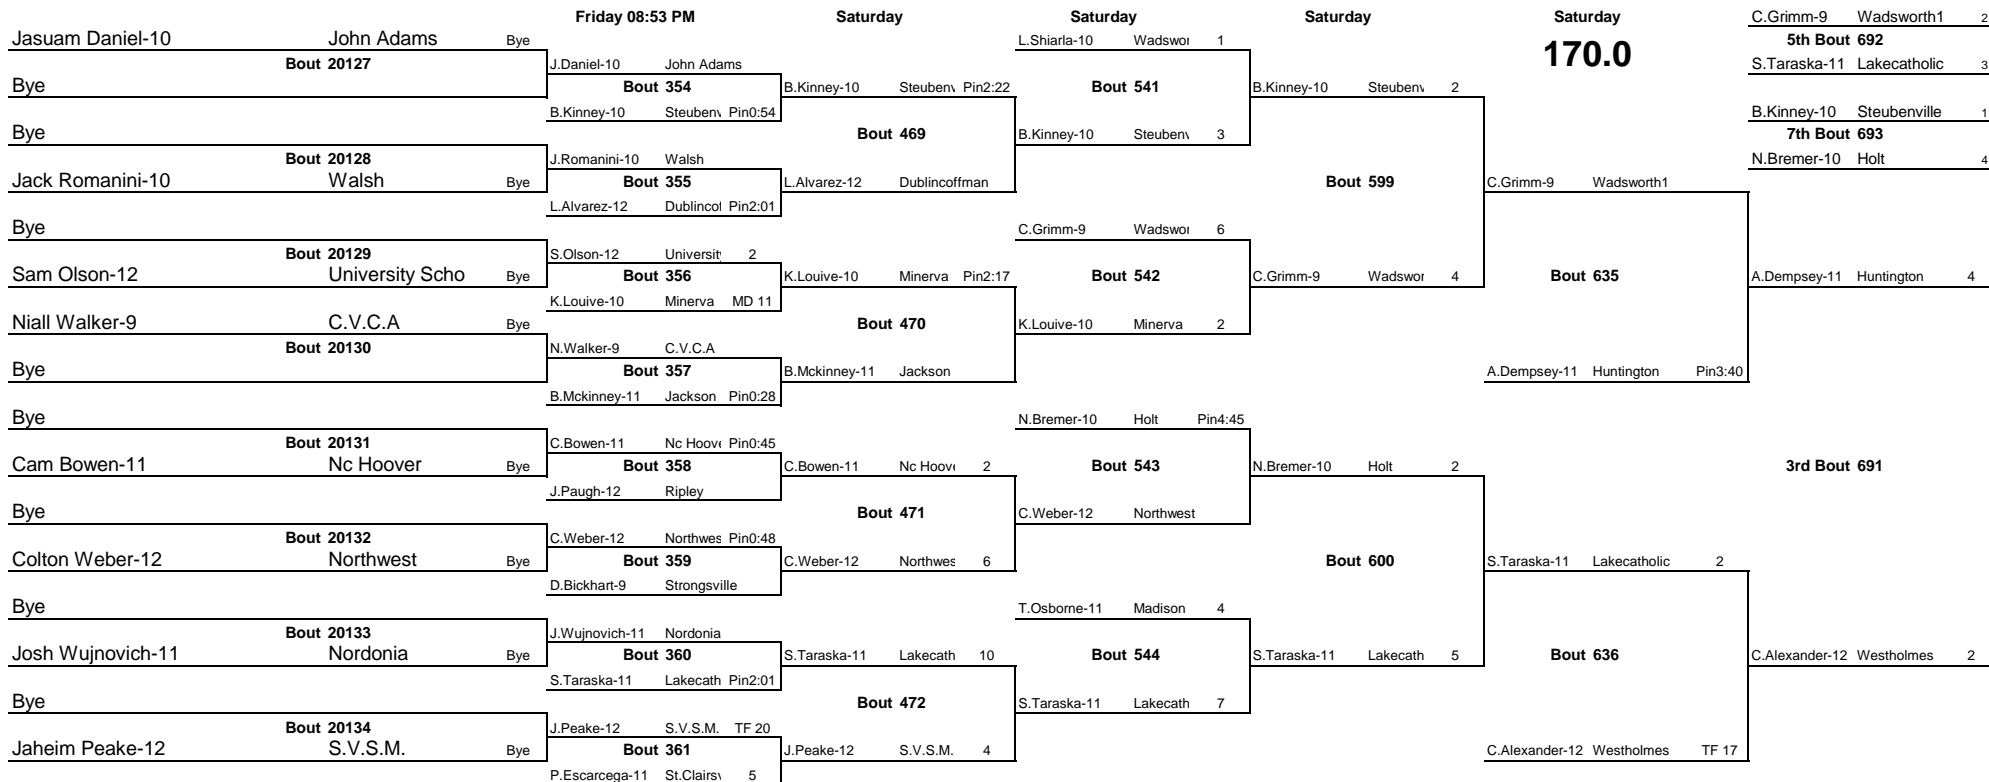 Friday 08:53 PM Saturday Saturday Saturday Saturday
170.0
Jasuam Daniel-10 John Adams Bye
Bout 20127
Bye
Bye
Bout 20128
Jack Romanini-10 Walsh Bye
Bye
Bout 20129
Sam Olson-12 University Scho Bye
Niall Walker-9 C.V.C.A Bye
Bout 20130
Bye
Bye
Bout 20131
Cam Bowen-11 Nc Hoover Bye
Bye
Bout 20132
Colton Weber-12 Northwest Bye
Bye
Bout 20133
Josh Wujnovich-11 Nordonia Bye
Bye
Bout 20134
Jaheim Peake-12 S.V.S.M. Bye
J.Daniel-10 John Adams
Bout 354
B.Kinney-10 Steubenv Pin0:54
J.Romanini-10 Walsh
Bout 355
L.Alvarez-12 Dublincof Pin2:01
S.Olson-12 Universit 2
Bout 356
K.Louive-10 Minerva MD 11
N.Walker-9 C.V.C.A
Bout 357
B.Mckinney-11 Jackson Pin0:28
C.Bowen-11 Nc Hoov Pin0:45
Bout 358
J.Paugh-12 Ripley
C.Weber-12 Northwes Pin0:48
Bout 359
D.Bickhart-9 Strongsville
J.Wujnovich-11 Nordonia
Bout 360
S.Taraska-11 Lakecath Pin2:01
J.Peake-12 S.V.S.M. TF 20
Bout 361
P.Escarcega-11 St.Clairs 5
B.Kinney-10 Steubenv Pin2:22
Bout 469
L.Alvarez-12 Dublincoffman
K.Louive-10 Minerva Pin2:17
Bout 470
B.Mckinney-11 Jackson
C.Bowen-11 Nc Hoov 2
Bout 471
C.Weber-12 Northwes 6
S.Taraska-11 Lakecath 10
Bout 472
J.Peake-12 S.V.S.M. 4
L.Shiarla-10 Wadswor 1
Bout 541
B.Kinney-10 Steubenv 3
C.Grimm-9 Wadswor 6
Bout 542
K.Louive-10 Minerva 2
N.Bremer-10 Holt Pin4:45
Bout 543
C.Weber-12 Northwest
T.Osborne-11 Madison 4
Bout 544
S.Taraska-11 Lakecath 7
B.Kinney-10 Steubenv 2
Bout 599
C.Grimm-9 Wadswor 4
N.Bremer-10 Holt 2
Bout 600
S.Taraska-11 Lakecath 5
C.Grimm-9 Wadsworth1
Bout 635
A.Dempsey-11 Huntington Pin3:40
S.Taraska-11 Lakecatholic 2
Bout 636
C.Alexander-12 Westholmes TF 17
C.Grimm-9 Wadsworth1 2
5th Bout 692
S.Taraska-11 Lakecatholic 3
B.Kinney-10 Steubenville 1
7th Bout 693
N.Bremer-10 Holt 4
A.Dempsey-11 Huntington 4
3rd Bout 691
C.Alexander-12 Westholmes 2